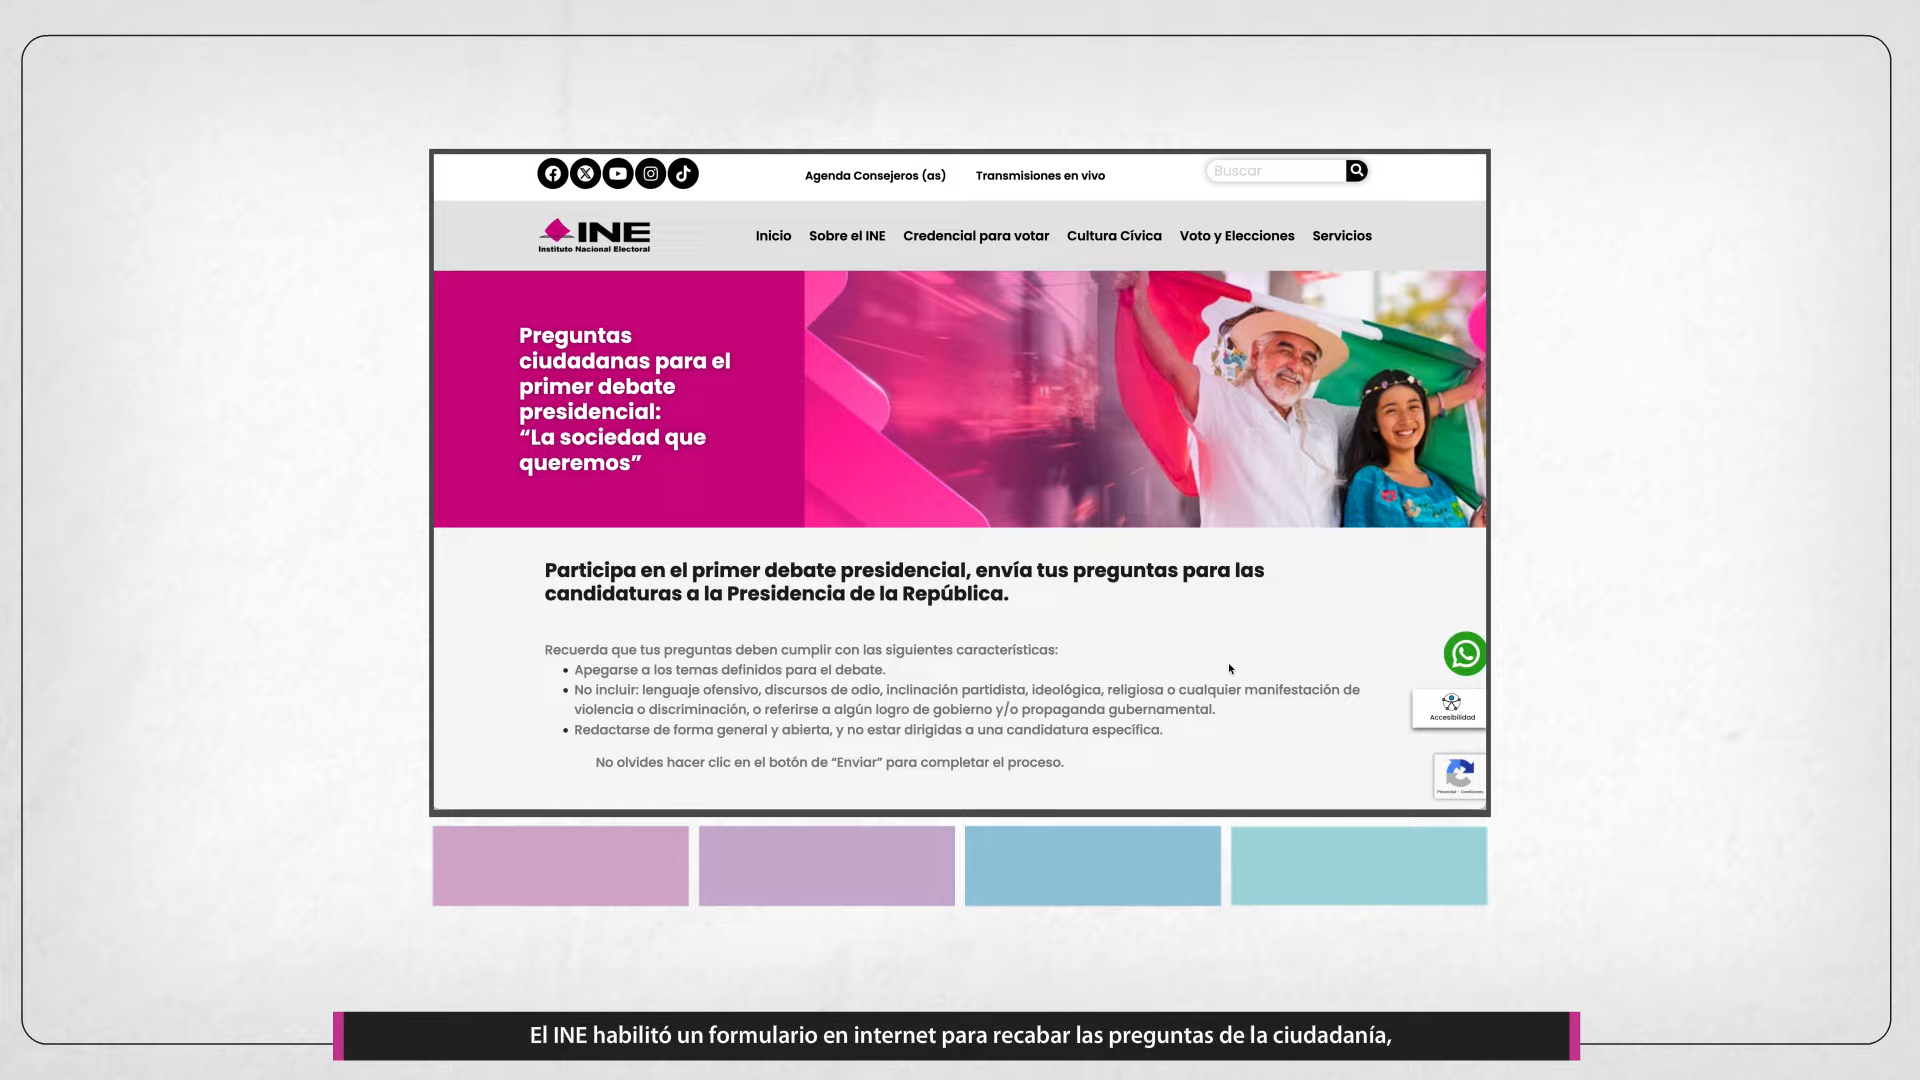 Agenda Consejeros (as)
Transmisiones en vivo
Buscar
INE
Instituto Nacional Electoral
Inicio
Sobre el INE
Credencial para votar
Cultura Cívica
Voto y Elecciones
Servicios
Preguntas
ciudadanas para el
primer debate
presidencial:
“La sociedad que
queremos”
Participa en el primer debate presidencial, envía tus preguntas para las
candidaturas a la Presidencia de la República.
Recuerda que tus preguntas deben cumplir con las siguientes características:
• Apegarse a los temas definidos para el debate.
• No incluir: lenguaje ofensivo, discursos de odio, inclinación partidista, ideológica, religiosa o cualquier manifestación de
violencia o discriminación, o referirse a algún logro de gobierno y/o propaganda gubernamental.
• Redactarse de forma general y abierta, y no estar dirigidas a una candidatura específica.
No olvides hacer clic en el botón de “Enviar” para completar el proceso.
Accesibilidad
Privacidad - Condiciones
El INE habilitó un formulario en internet para recabar las preguntas de la ciudadanía,